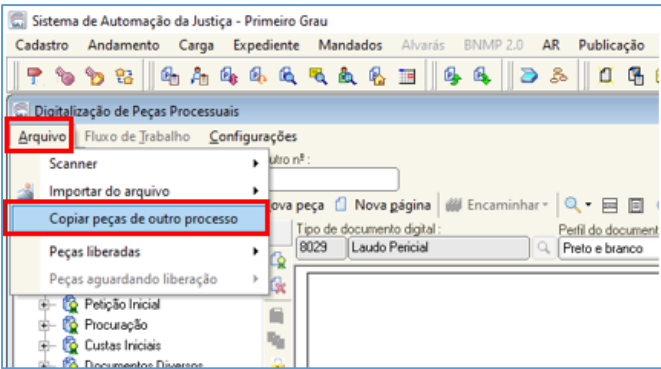 Sistema de Automação da Justiça - Primeiro Grau
Cadastro Andamento Carga Expediente Mandados Alvarás BNMP 2.0 AR Publicação
Digitalização de Peças Processuais
Arquivo Fluxo de Trabalho Configurações
Outro nº :
Scanner
Importar do arquivo
Nova peça Nova página Encaminhar
Copiar peças de outro processo
Tipo de documento digital : Perfil do document
8029 Laudo Pericial Preto e branco
Peças liberadas
Peças aguardando liberação
Petição Inicial
Procuração
Custas Iniciais
Documentos Diversos